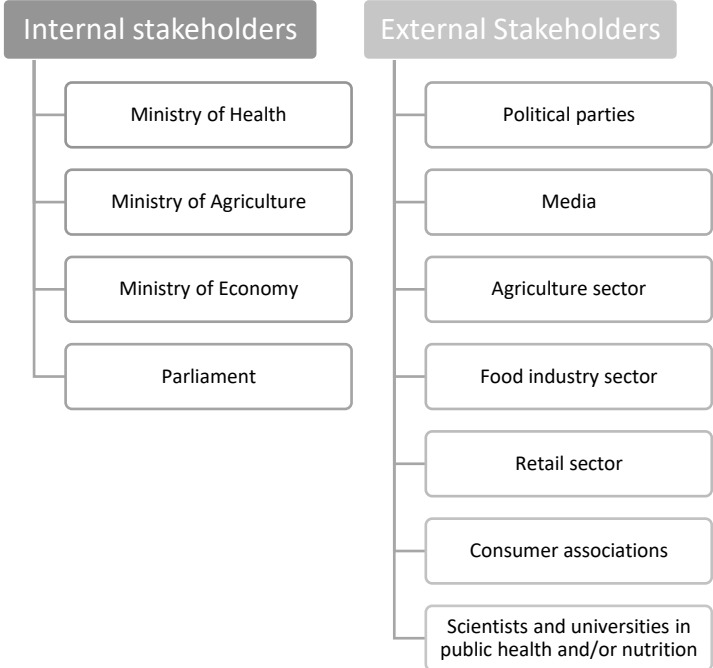 Internal stakeholders
Ministry of Health
Ministry of Agriculture
Ministry of Economy
Parliament
External Stakeholders
Political parties
Media
Agriculture sector
Food industry sector
Retail sector
Consumer associations
Scientists and universities in
public health and/or nutrition